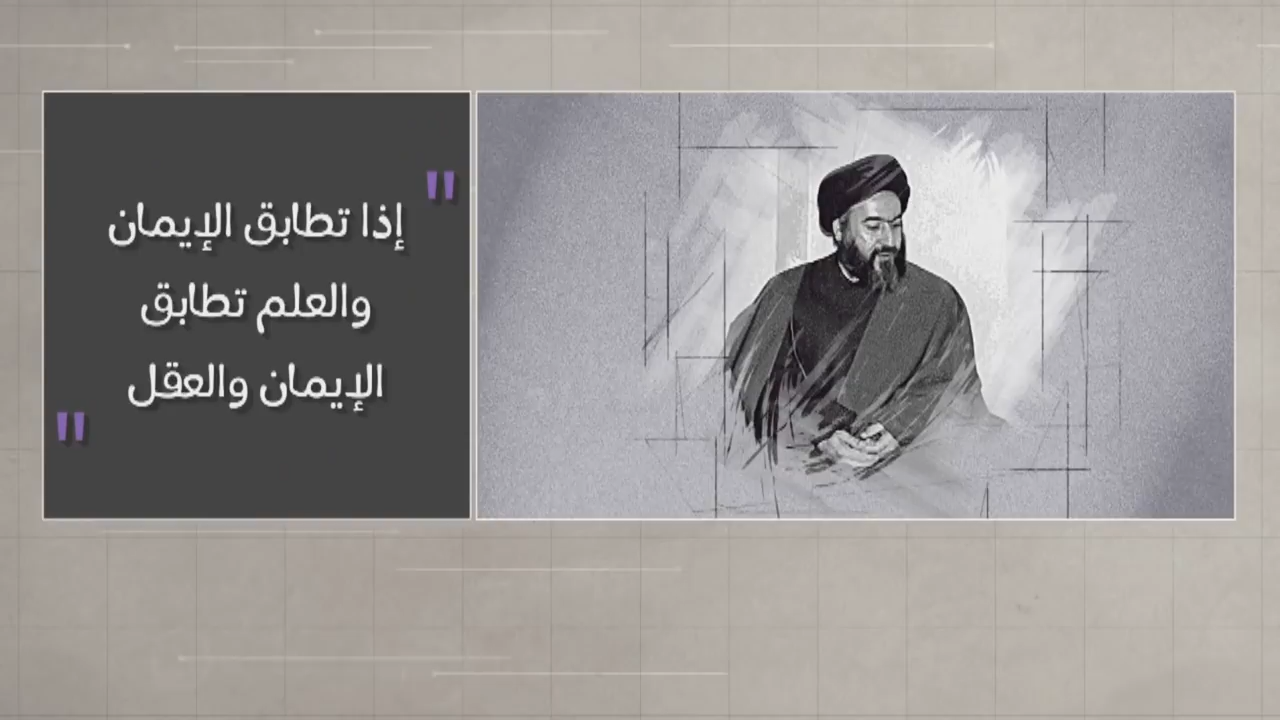 "إذا تطابق الإيمان
والعلم تطابق
الإيمان والعقل"